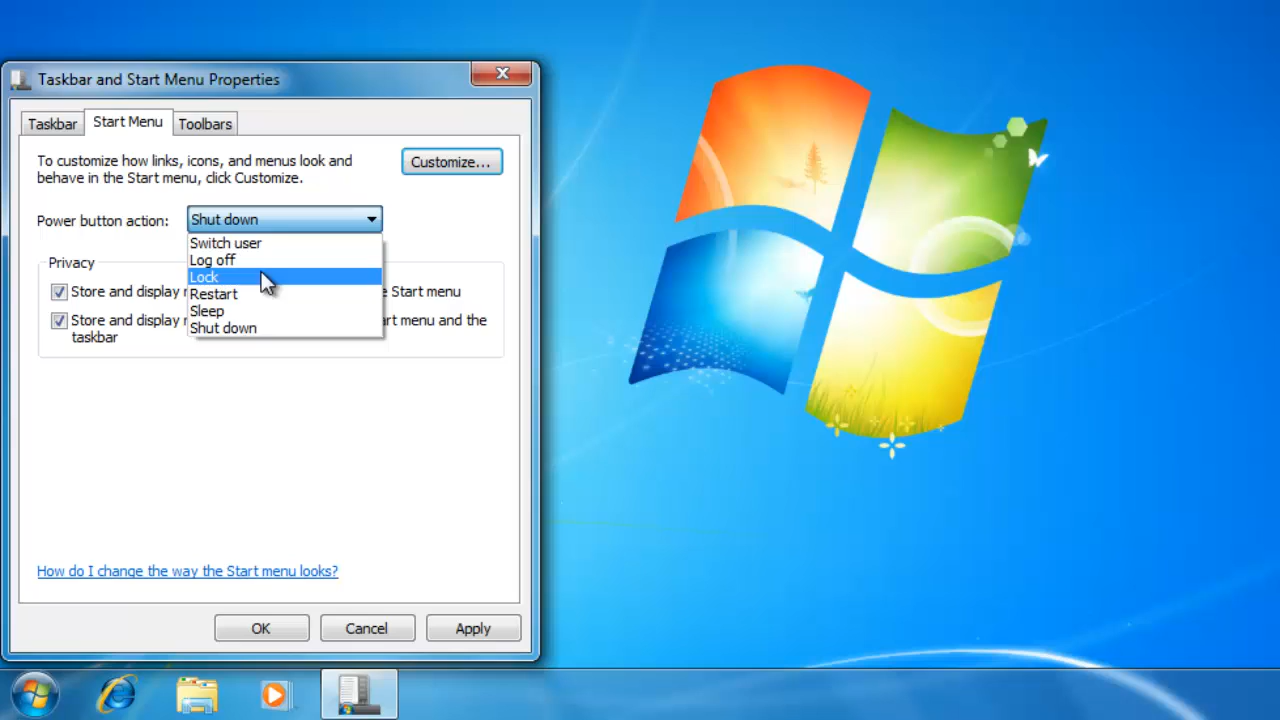 Taskbar and Start Menu Properties
Taskbar
Start Menu
Toolbars
To customize how links, icons, and menus look and
behave in the Start menu, click Customize.
Customize...
Power button action:
Shut down
Switch user
Log off
Lock
Restart
Sleep
Shut down
Privacy
Store and display
e Start menu
Store and display
art menu and the
taskbar
How do I change the way the Start menu looks?
OK
Cancel
Apply